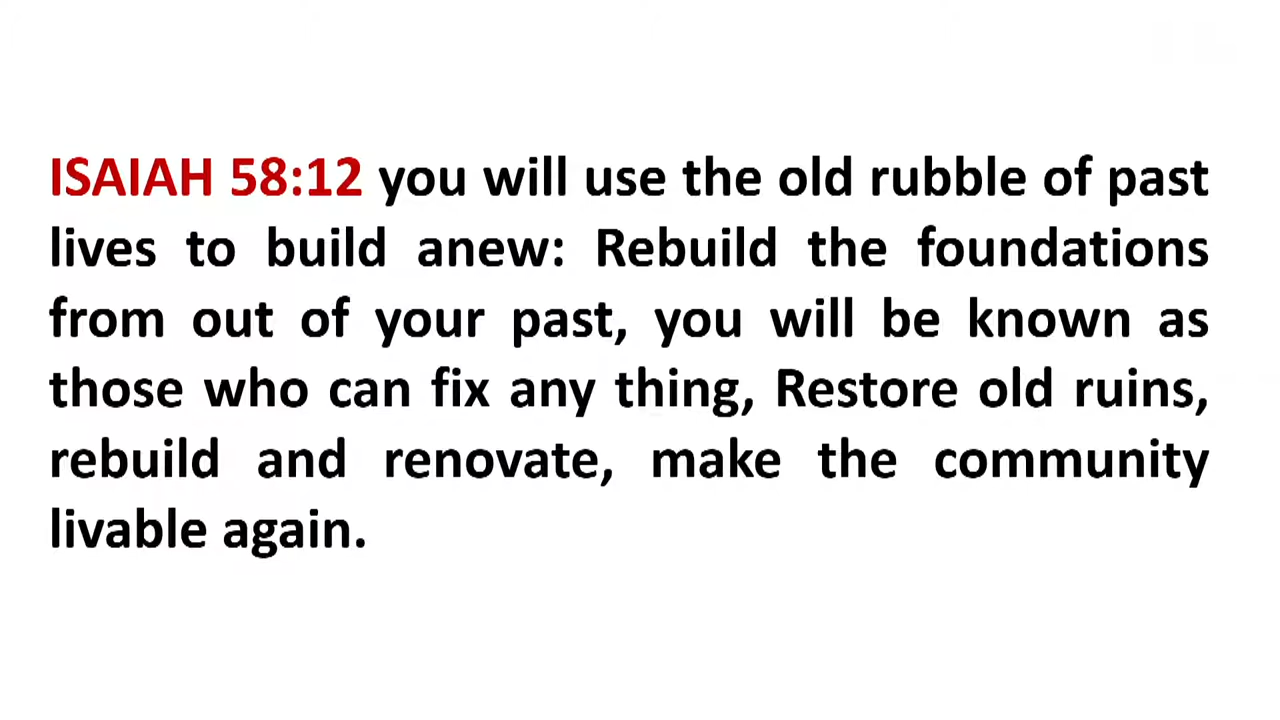 ISAIAH 58:12 you will use the old rubble of past
lives to build anew: Rebuild the foundations
from out of your past, you will be known as
those who can fix any thing, Restore old ruins,
rebuild and renovate, make the community
livable again.